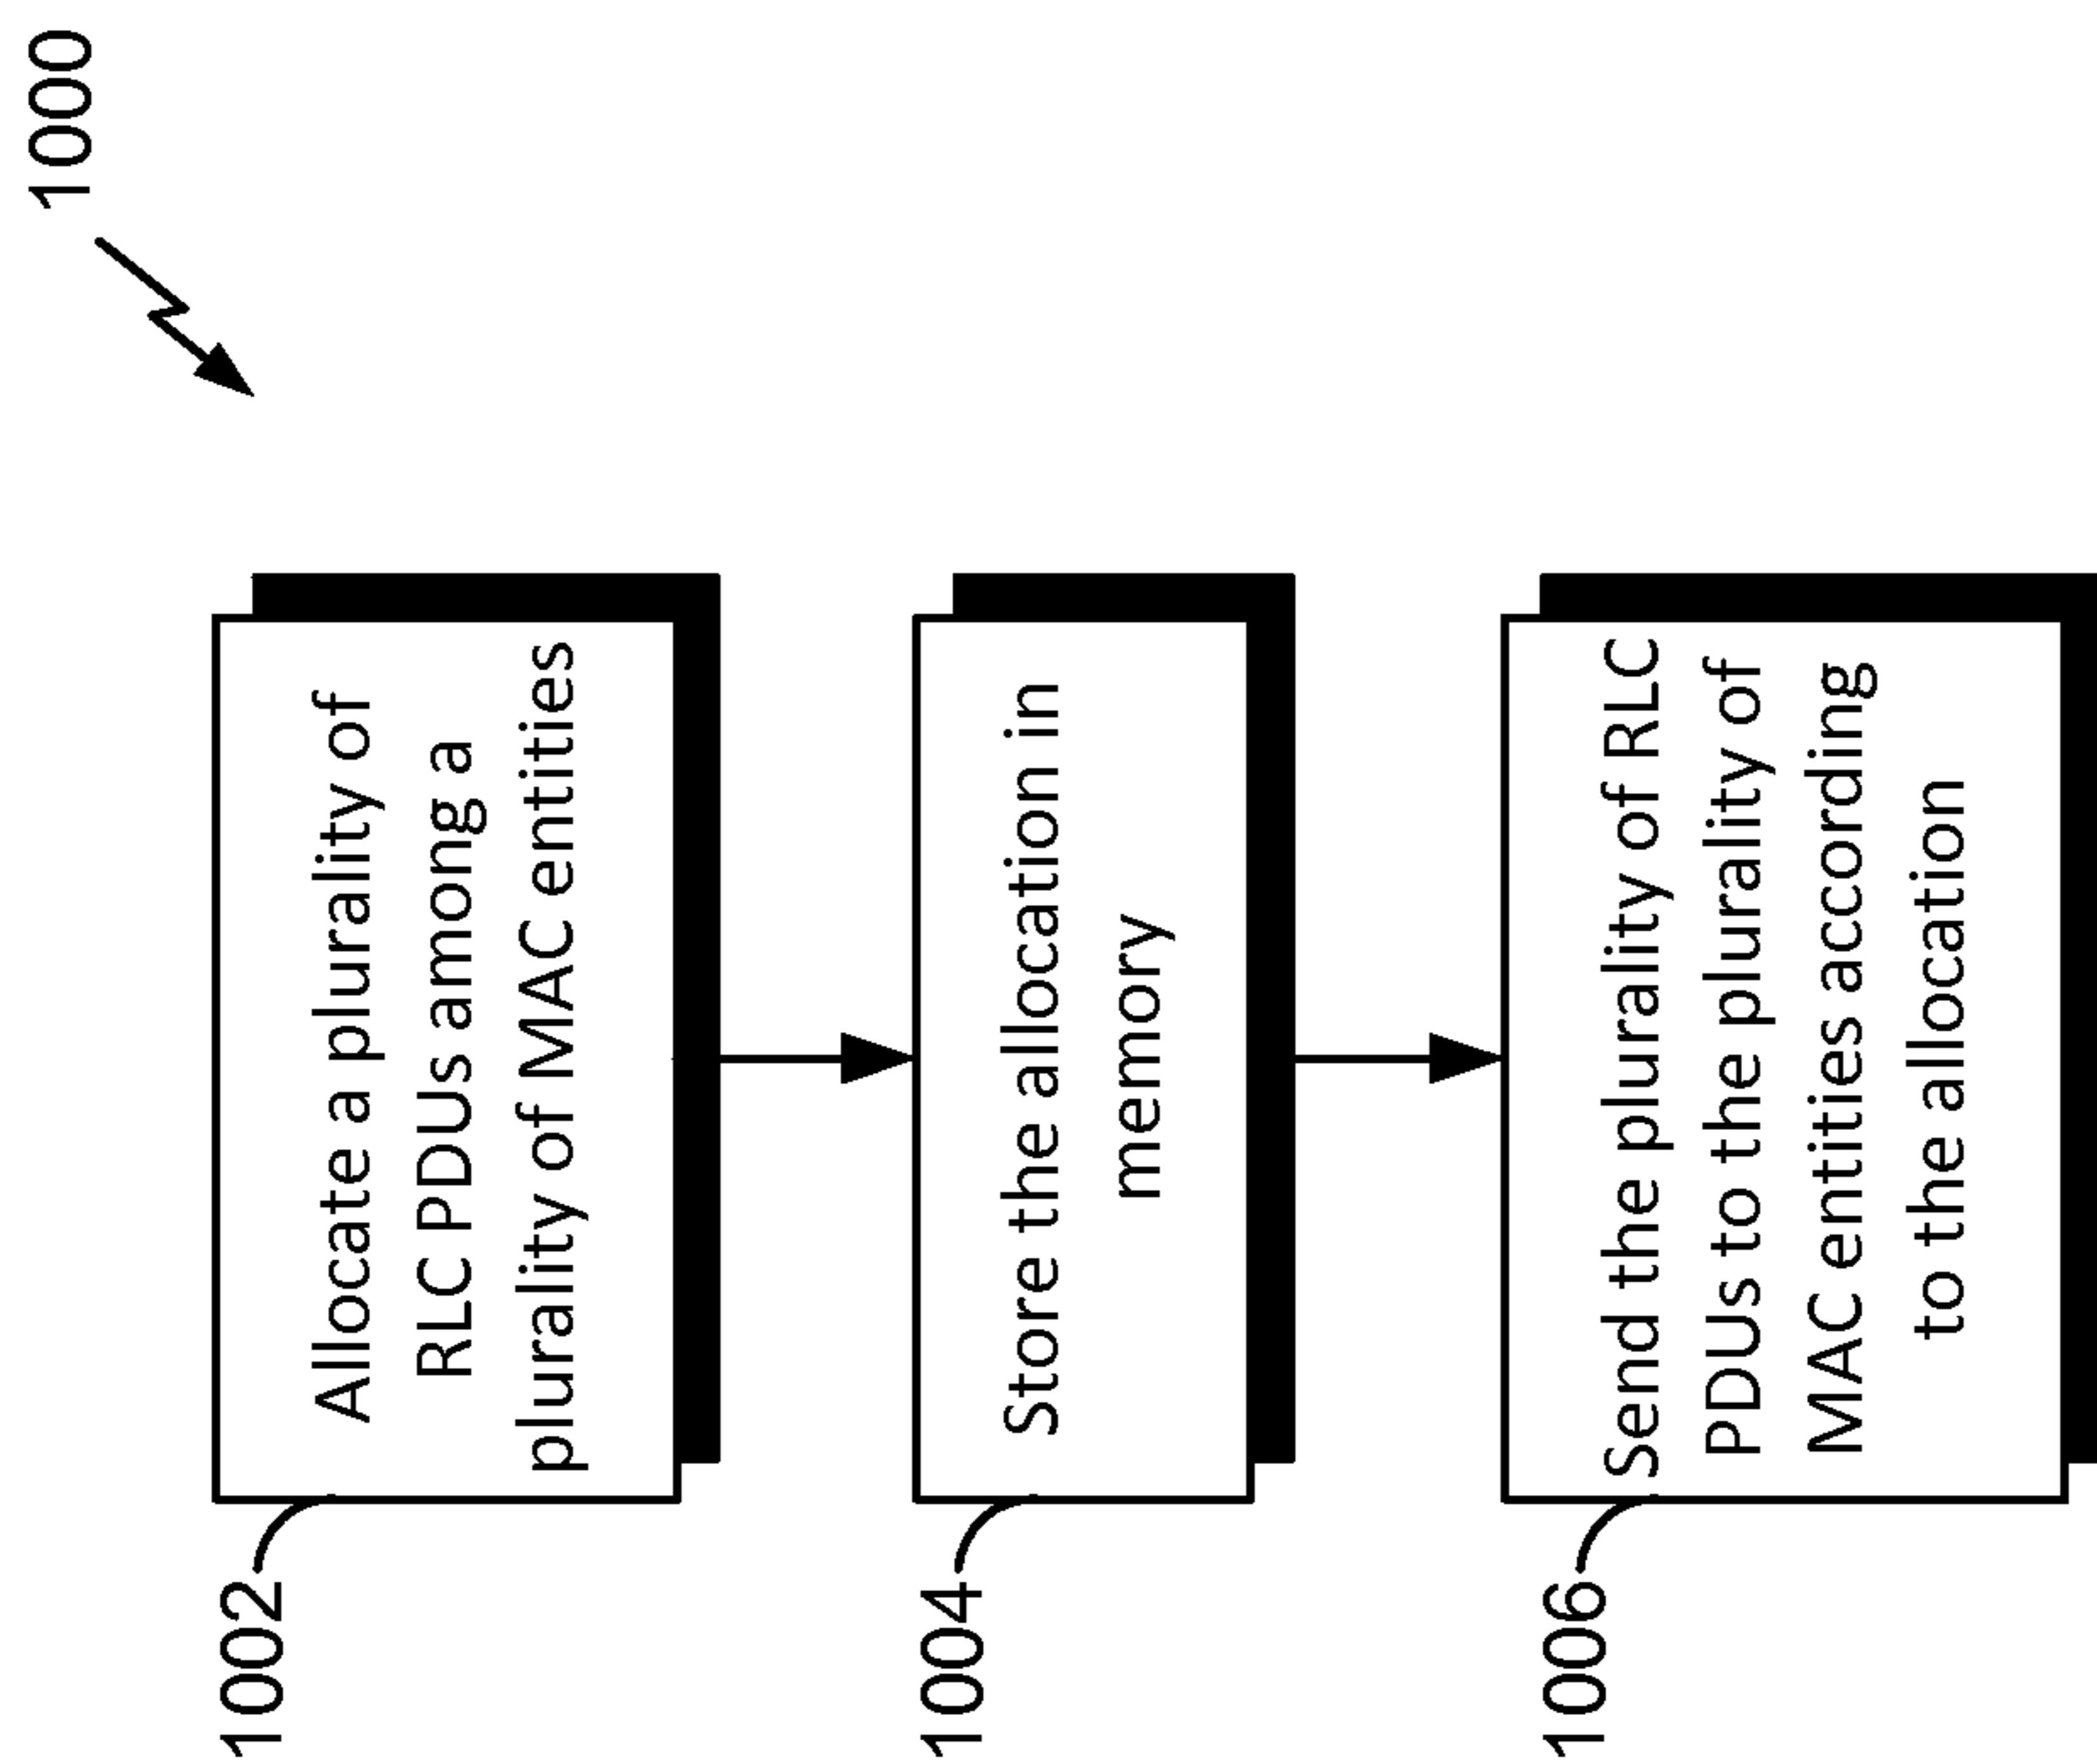 1000
1002
Allocate a plurality of
RLC PDUs among a
plurality of MAC entities
1004
Store the allocation in
memory
1006
Send the plurality of RLC
PDUs to the plurality of
MAC entities according
to the allocation